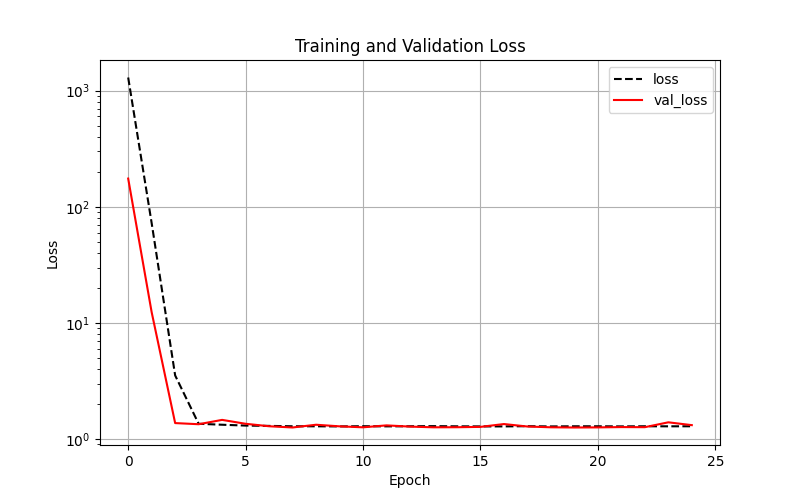 Training and Validation Loss
loss
val_loss
Loss
10³
10²
10¹
10⁰
0 5 10 15 20 25
Epoch